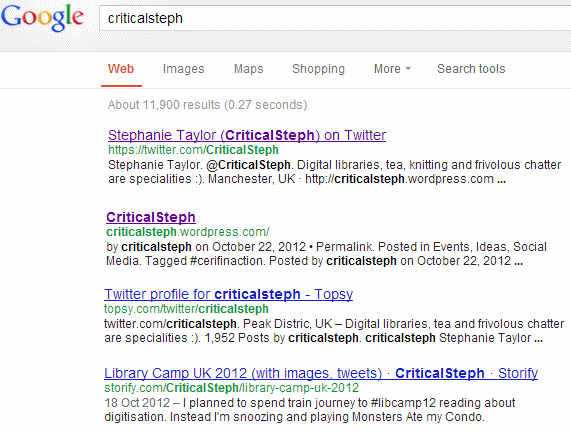 Google criticalsteph
Web Images Maps Shopping More Search tools
About 11,900 results (0.27 seconds)
Stephanie Taylor (CriticalSteph) on Twitter
https://twitter.com/CriticalSteph
Stephanie Taylor. @CriticalSteph. Digital libraries, tea, knitting and frivolous chatter
are specialities :). Manchester, UK · http://criticalsteph.wordpress.com ...
CriticalSteph
criticalsteph.wordpress.com/
by criticalsteph on October 22, 2012 • Permalink. Posted in Events, Ideas, Social
Media. Tagged #cerifinaction. Posted by criticalsteph on October 22, 2012 ...
Twitter profile for criticalsteph - Topsy
topsy.com/twitter/criticalsteph
twitter.com/criticalsteph. Peak Distric, UK – Digital libraries, tea and frivolous chatter
are specialities :). 1,952 Posts by criticalsteph. criticalsteph Stephanie Taylor ...
Library Camp UK 2012 (with images, tweets) · CriticalSteph · Storify
storify.com/CriticalSteph/library-camp-uk-2012
18 Oct 2012 – I planned to spend train journey to #libcamp12 reading about
digitisation. Instead I'm snoozing and playing Monsters Ate my Condo.